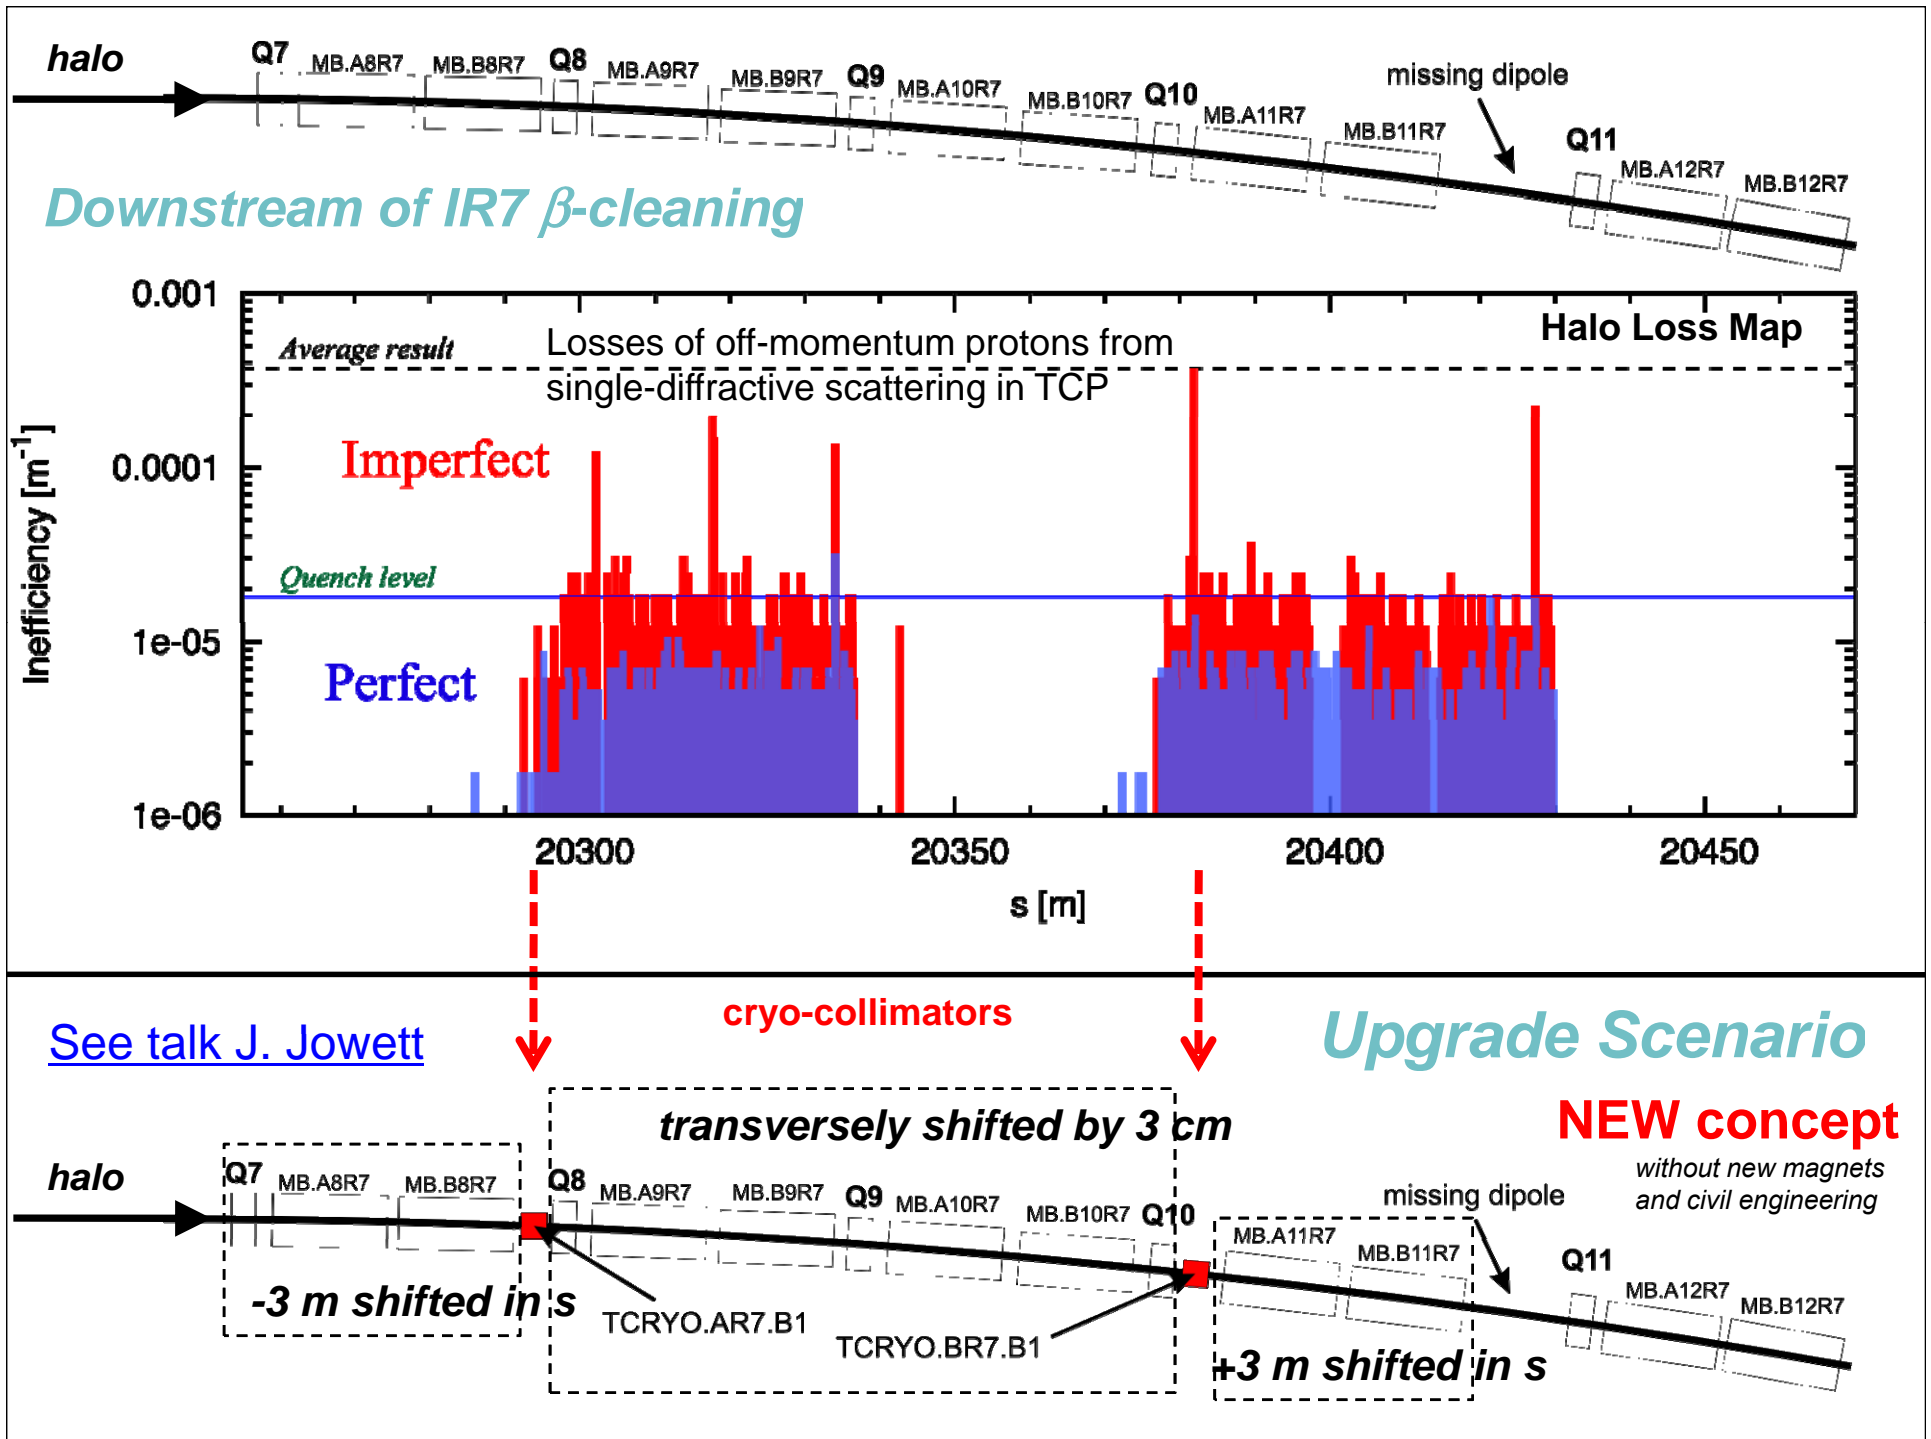 halo
Q7
MB.A8R7
MB.B8R7
Q8
MB.A9R7
MB.B9R7
Q9
MB.A10R7
MB.B10R7
Q10
MB.A11R7
MB.B11R7
missing dipole
Q11
MB.A12R7
MB.B12R7
Downstream of IR7 β-cleaning
Halo Loss Map
Losses of off-momentum protons from
single-diffractive scattering in TCP
Average result
Imperfect
Quench level
Perfect
Inefficiency [m⁻¹]
0.001
0.0001
1e-05
1e-06
20300
20350
20400
20450
s [m]
cryo-collimators
See talk J. Jowett
Upgrade Scenario
NEW concept
without new magnets
and civil engineering
transversely shifted by 3 cm
halo
Q7
MB.A8R7
MB.B8R7
Q8
MB.A9R7
MB.B9R7
Q9
MB.A10R7
MB.B10R7
Q10
MB.A11R7
MB.B11R7
missing dipole
Q11
MB.A12R7
MB.B12R7
-3 m shifted in s
TCRYO.AR7.B1
TCRYO.BR7.B1
+3 m shifted in s